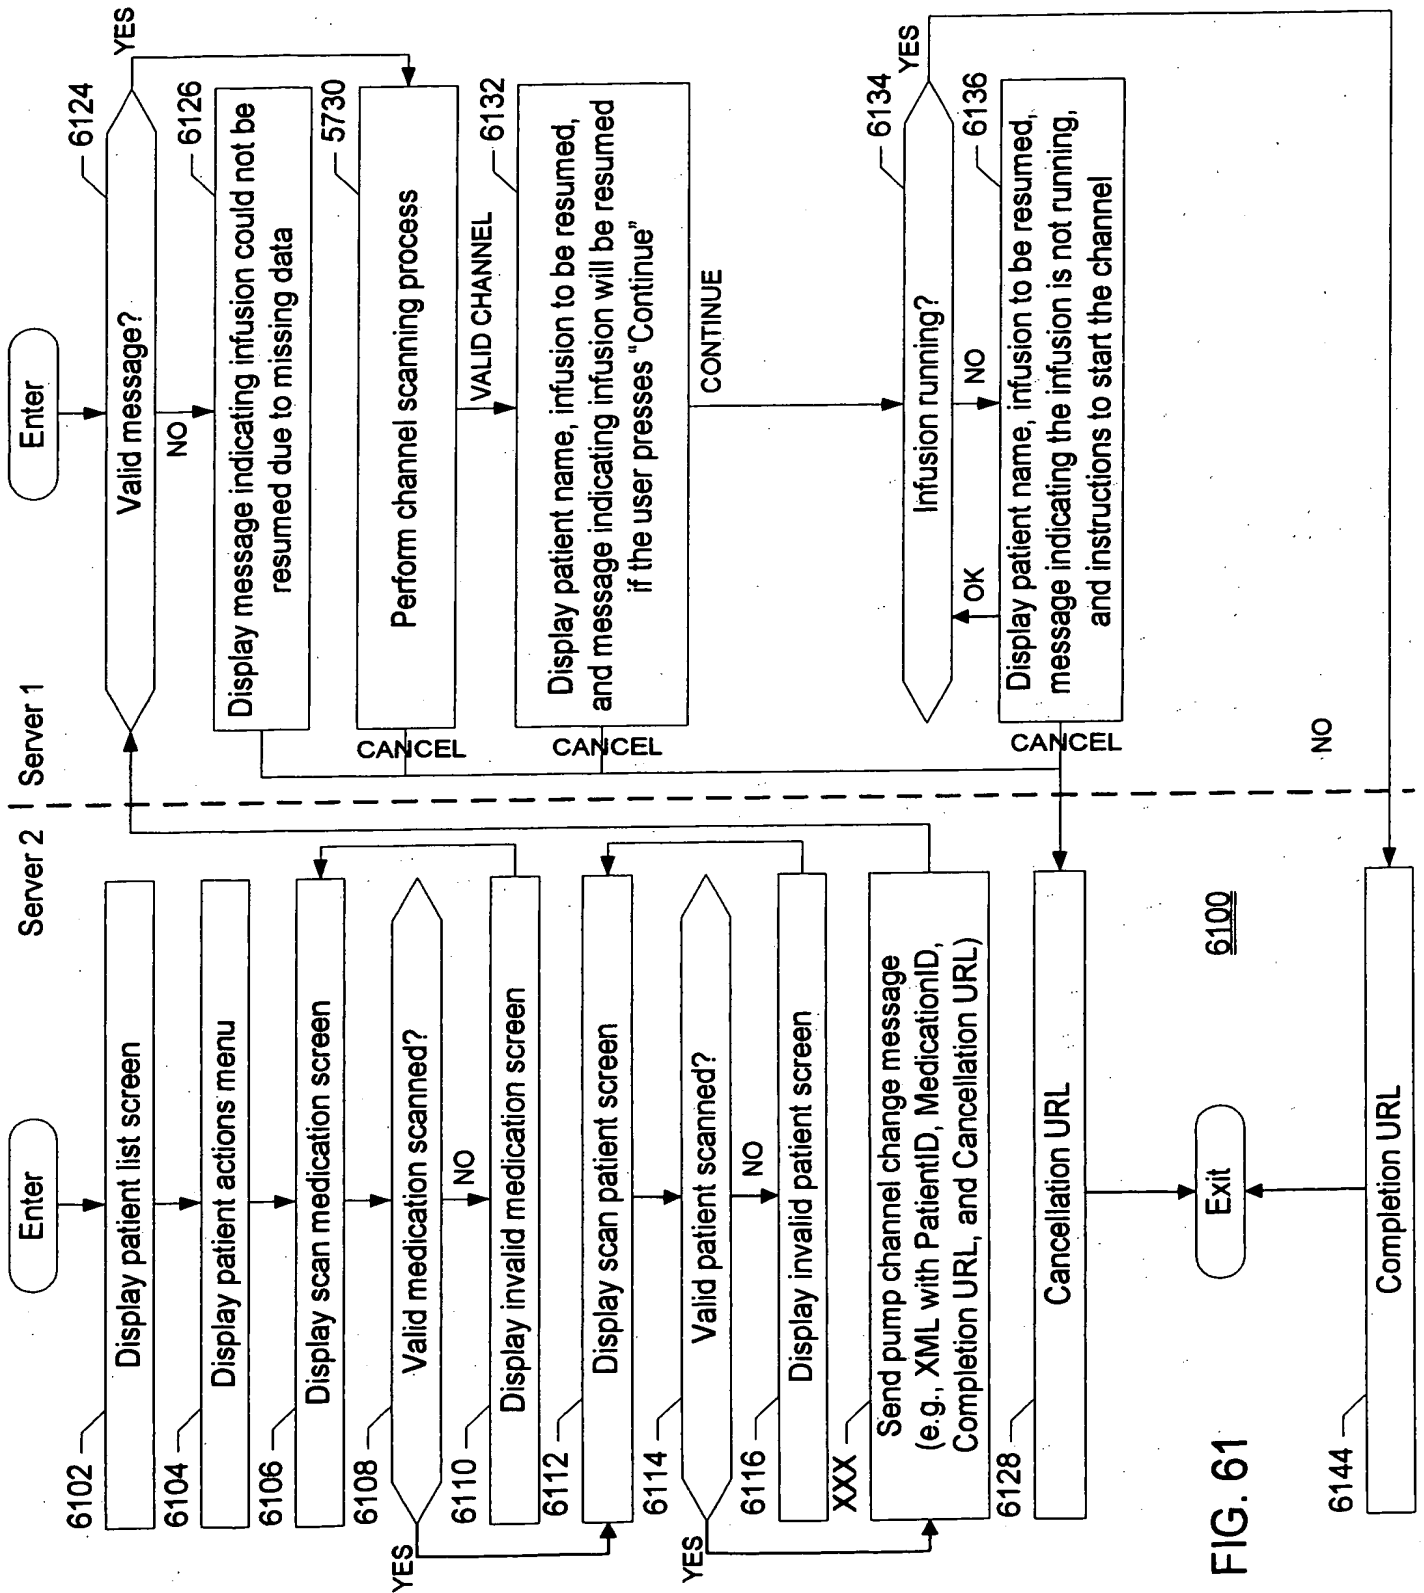 Server 2
Server 1
Enter
6102
Display patient list screen
6104
Display patient actions menu
6106
Display scan medication screen
6108
Valid medication scanned?
YES
NO
6110
Display invalid medication screen
6112
Display scan patient screen
6114
Valid patient scanned?
YES
NO
6116
Display invalid patient screen
XXX
Send pump channel change message
(e.g., XML with PatientID, MedicationID,
Completion URL, and Cancellation URL)
6128
Cancellation URL
Exit
6100
6144
Completion URL
Enter
6124
Valid message?
YES
NO
6126
Display message indicating infusion could not be
resumed due to missing data
5730
Perform channel scanning process
CANCEL
VALID CHANNEL
6132
Display patient name, infusion to be resumed,
and message indicating infusion will be resumed
if the user presses “Continue”
CANCEL
CONTINUE
6134
Infusion running?
YES
NO
OK
6136
Display patient name, infusion to be resumed,
message indicating the infusion is not running,
and instructions to start the channel
CANCEL
NO
FIG. 61